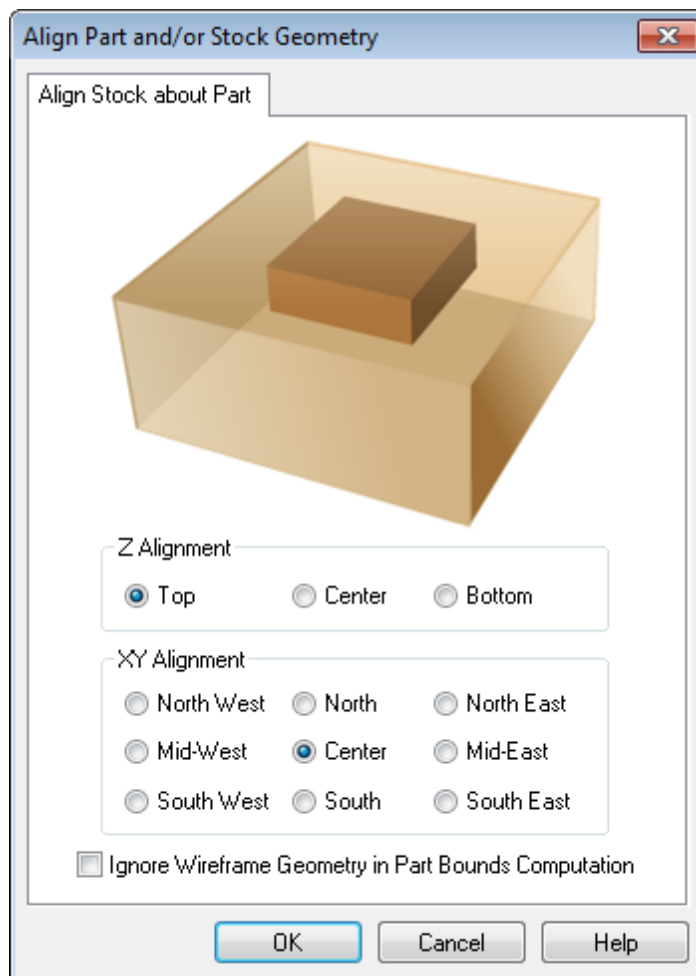 Align Part and/or Stock Geometry
Align Stock about Part
Z Alignment
Top Center Bottom
XY Alignment
North West North North East
Mid-West Center Mid-East
South West South South East
Ignore Wireframe Geometry in Part Bounds Computation
OK Cancel Help